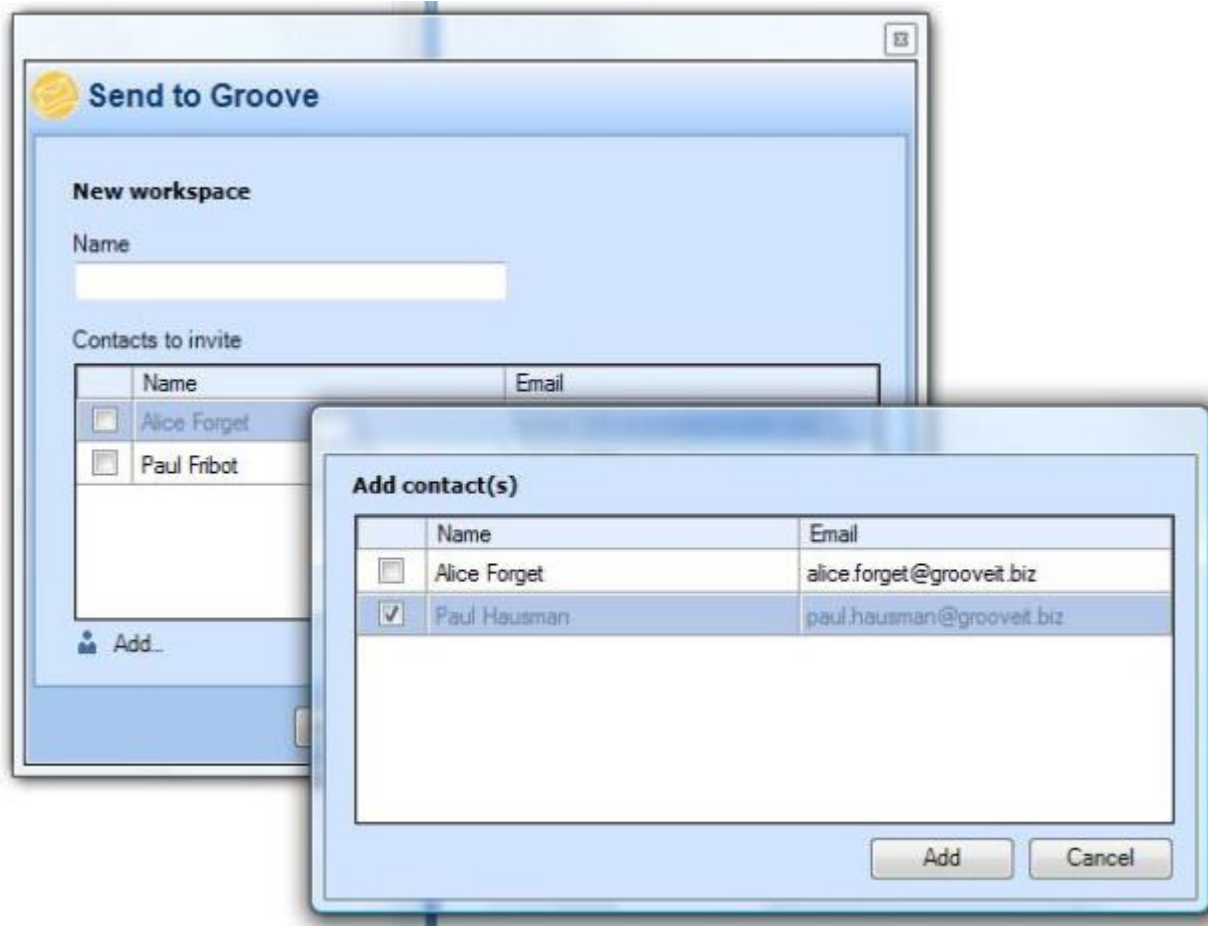 Send to Groove
New workspace
Name
Contacts to invite
Name Email
Alice Forget
Paul Fribot
Add...
Add contact(s)
Name Email
Alice Forget alice.forget@grooveit.biz
Paul Hausman paul.hausman@grooveit.biz
Add Cancel